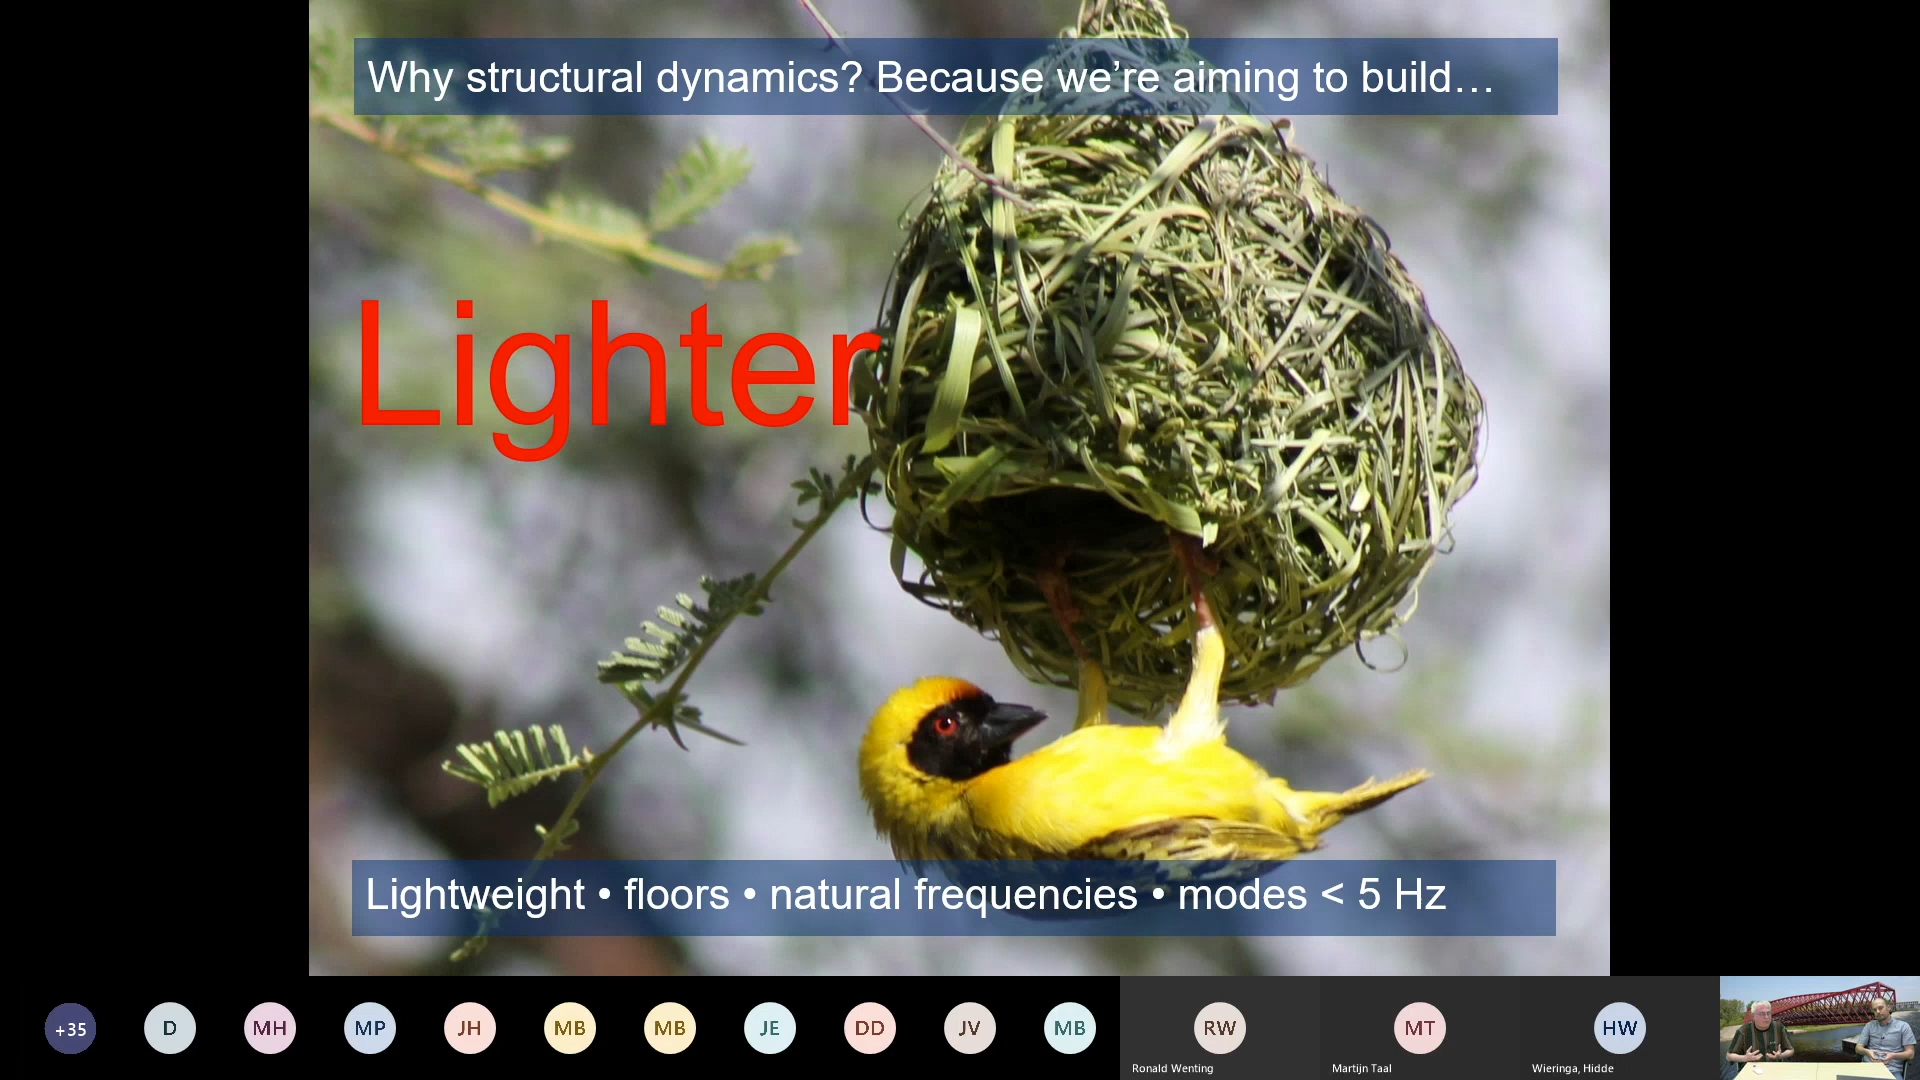 Why structural dynamics? Because we're aiming to build…
Lighter
Lightweight • floors • natural frequencies • modes < 5 Hz
+35
D
MH
MP
JH
MB
MB
JE
DD
JV
MB
RW
MT
HW
Ronald Wenting
Martijn Taal
Wieringa, Hidde